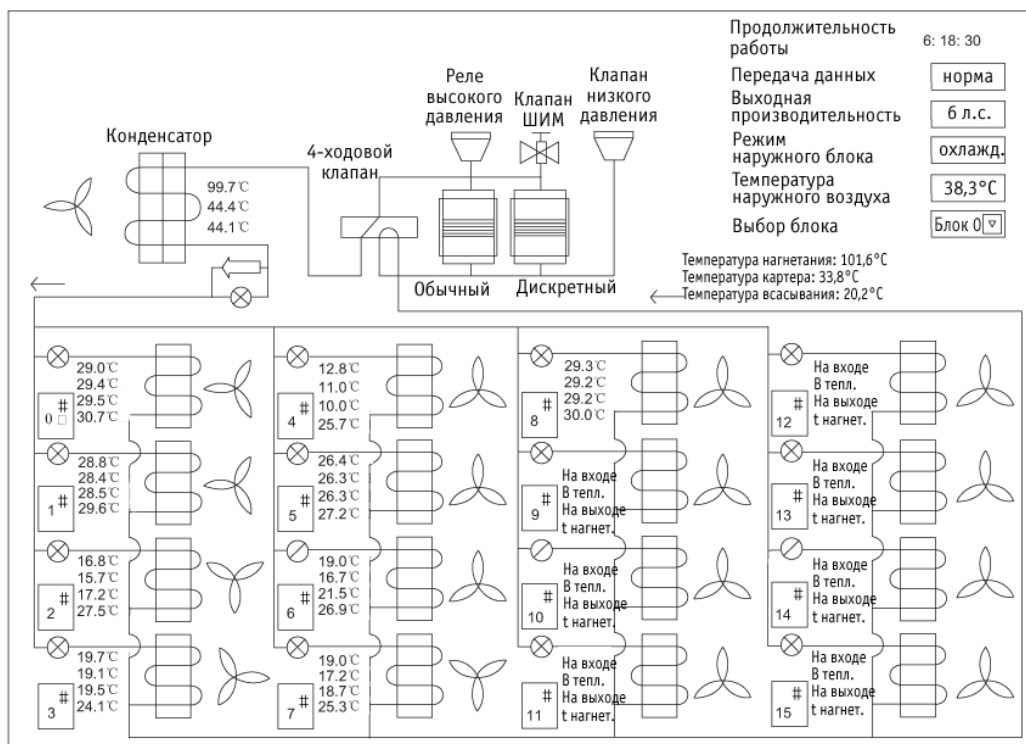 Продолжительность
работы
6: 18: 30
Передача данных
норма
Выходная
производительность
6 л.с.
Режим
наружного блока
охлажд.
Температура
наружного воздуха
38,3°C
Выбор блока
Блок 0
Реле
высокого
давления
Клапан
ШИМ
Клапан
низкого
давления
Конденсатор
4-ходовой
клапан
99.7℃
44.4℃
44.1℃
Обычный
Дискретный
Температура нагнетания: 101,6°C
Температура картера: 33,8°C
Температура всасывания: 20,2°C
29.0℃
29.4℃
29.5℃
30.7℃
0 □ #
12.8℃
11.0℃
10.0℃
25.7℃
4 #
29.3℃
29.2℃
29.2℃
30.0℃
8 #
На входе
В тепл.
На выходе
t нагнет.
12 #
28.8℃
28.4℃
28.5℃
29.6℃
1 #
26.4℃
26.3℃
26.3℃
27.2℃
5 #
На входе
В тепл.
На выходе
t нагнет.
9 #
На входе
В тепл.
На выходе
t нагнет.
13 #
16.8℃
15.7℃
17.2℃
27.5℃
2 #
19.0℃
16.7℃
21.5℃
26.9℃
6 #
На входе
В тепл.
На выходе
t нагнет.
10 #
На входе
В тепл.
На выходе
t нагнет.
14 #
19.7℃
19.1℃
19.5℃
24.1℃
3 #
19.0℃
17.2℃
18.7℃
25.3℃
7 #
На входе
В тепл.
На выходе
t нагнет.
11 #
На входе
В тепл.
На выходе
t нагнет.
15 #